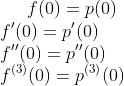 f(0) = p(0)
f'(0) = p'(0)
f''(0) = p''(0)
f^{(3)}(0) = p^{(3)}(0)